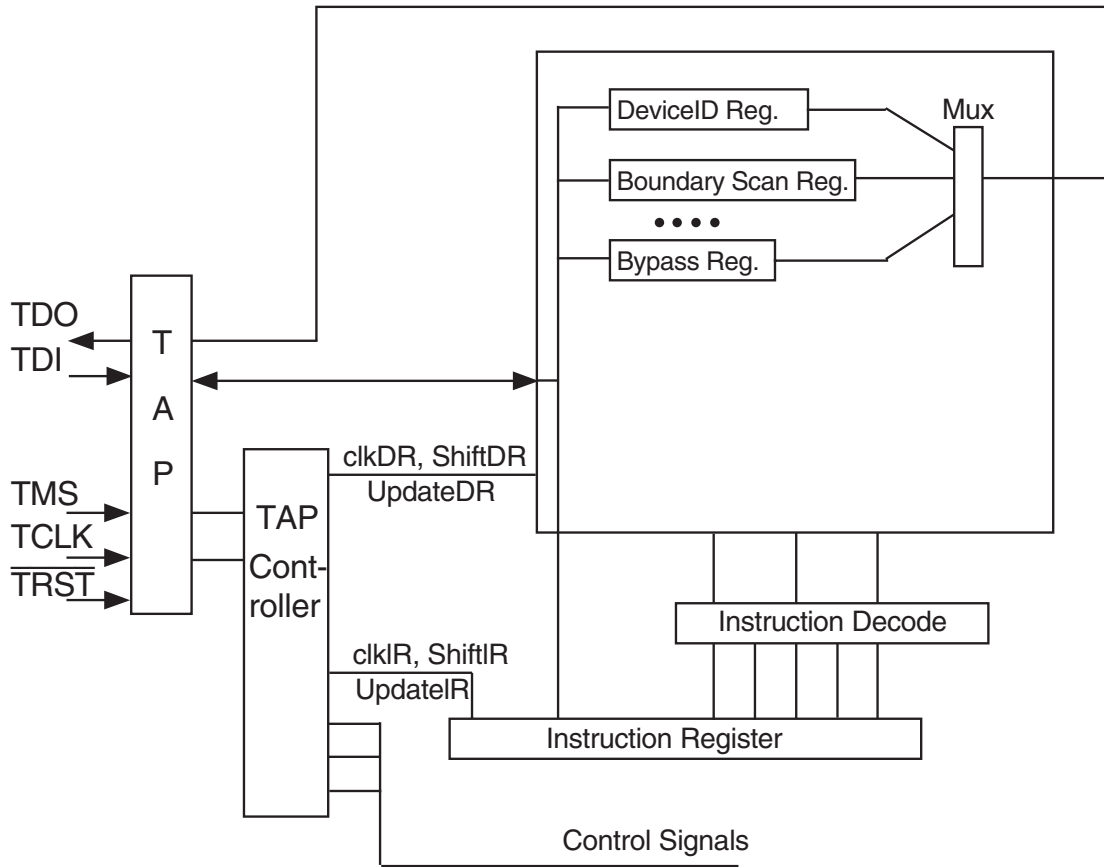 DeviceID Reg.
Mux
Boundary Scan Reg.
Bypass Reg.
TDO
TDI
T
A
P
TMS
TCLK
TRST
TAP
Cont-
roller
clkDR, ShiftDR
UpdateDR
clkIR, ShiftIR
UpdateIR
Instruction Decode
Instruction Register
Control Signals